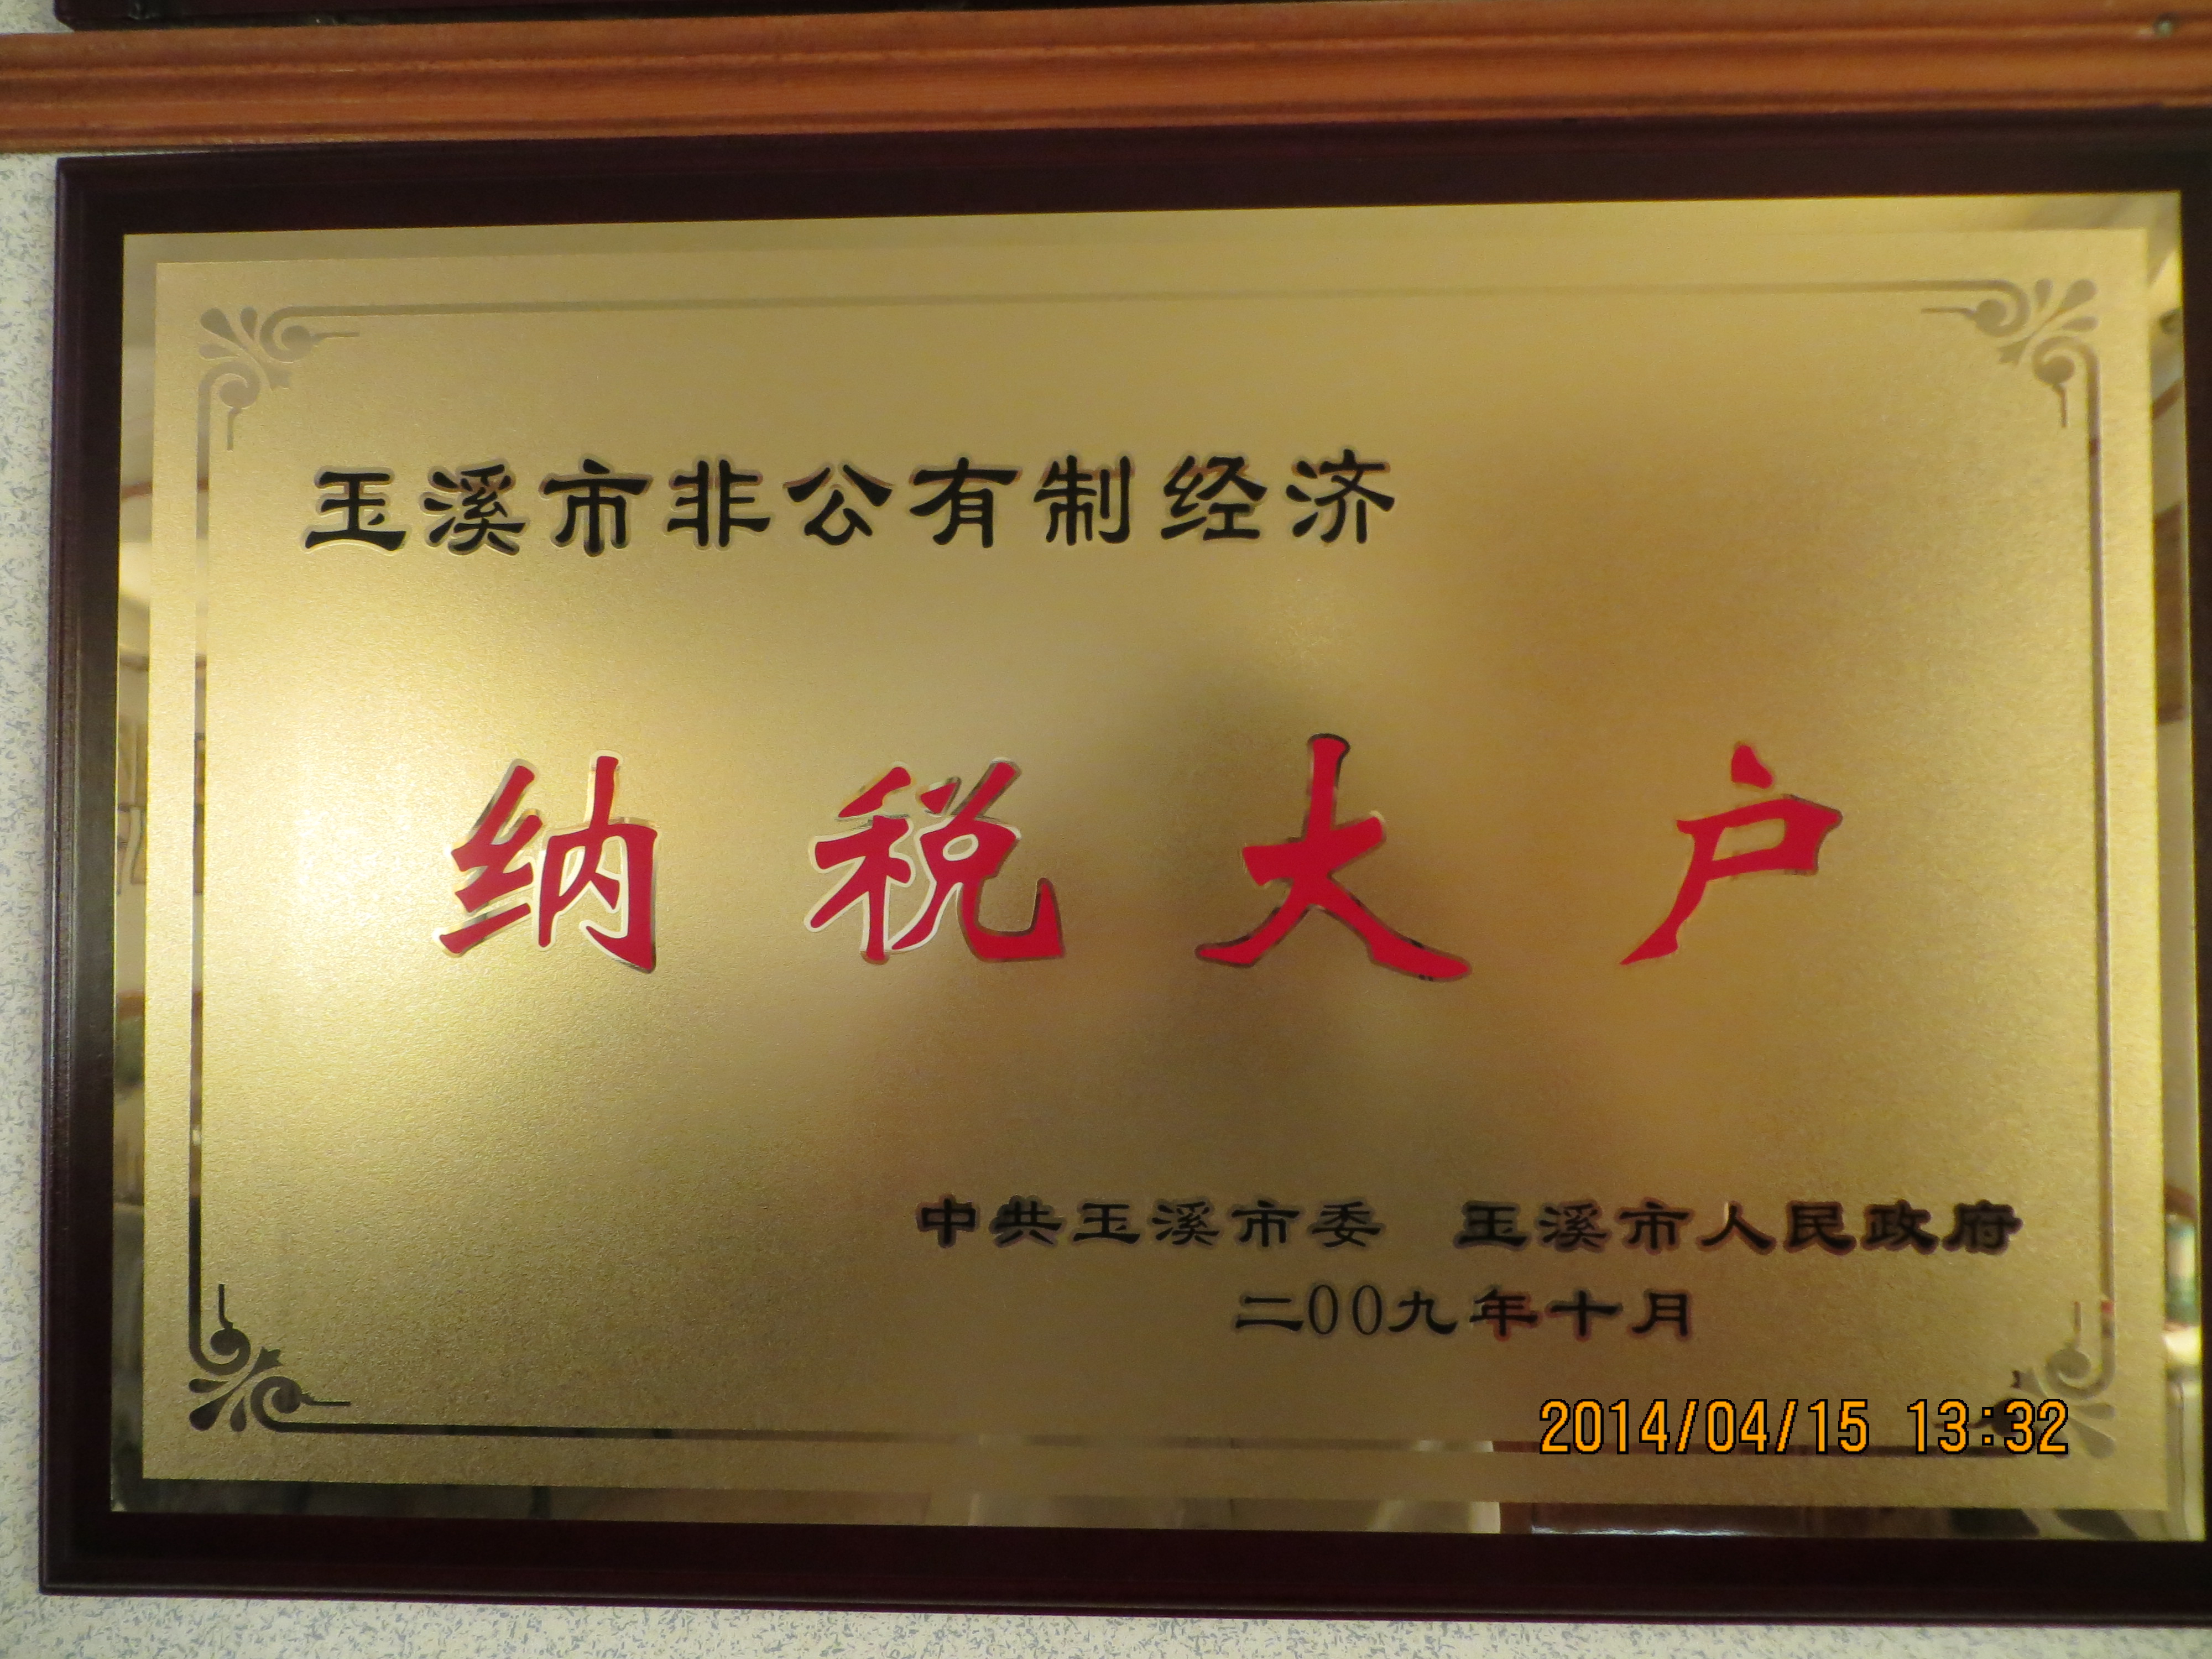 玉溪市非公有制经济
纳税大户
中共玉溪市委 玉溪市人民政府
二00九年十月
2014/04/15 13:32